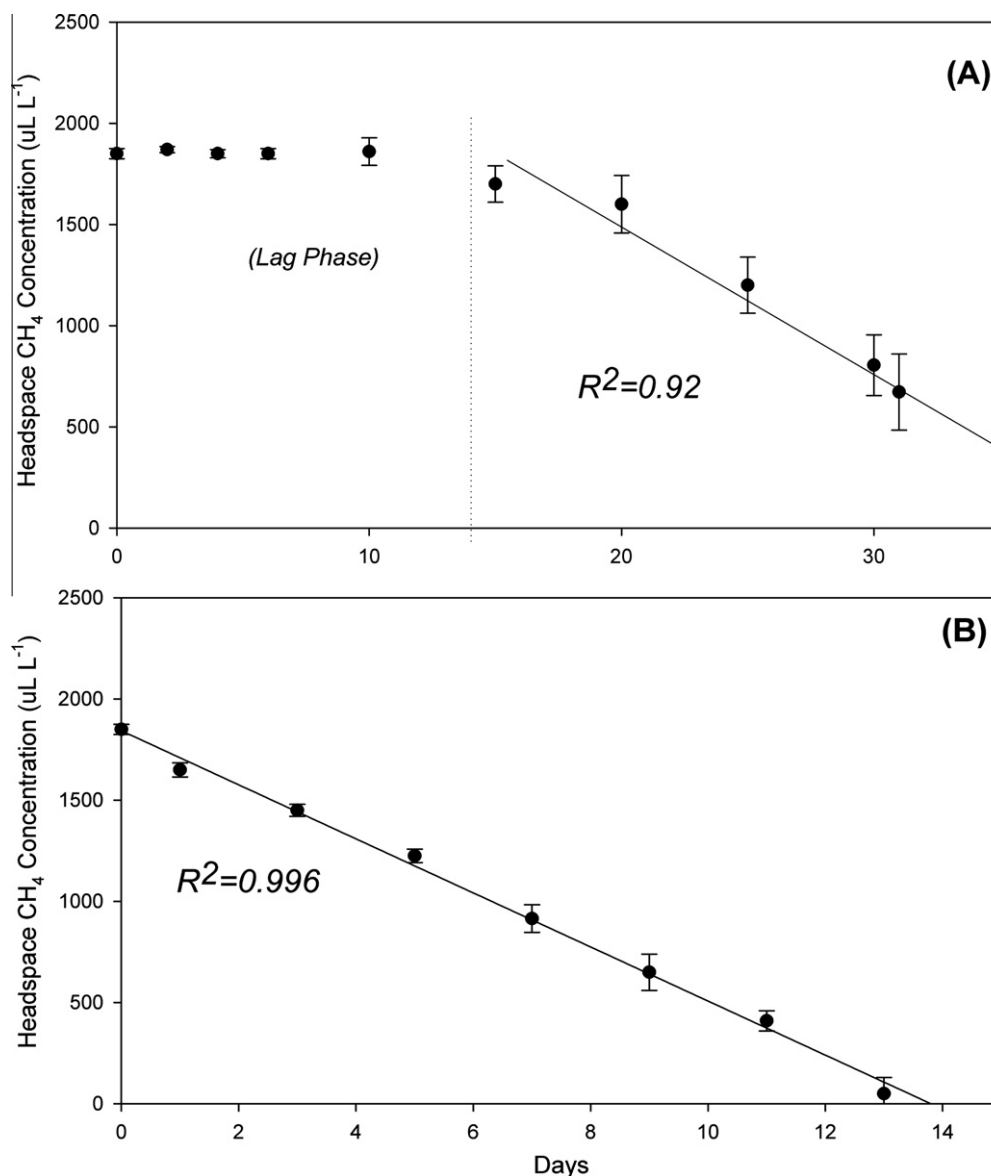 2500
(A)
2000
1500
(Lag Phase)
1000
R²=0.92
500
0
0 10 20 30
Headspace CH₄ Concentration (uL L⁻¹)
2500
(B)
2000
1500
R²=0.996
1000
500
0
0 2 4 6 8 10 12 14
Headspace CH₄ Concentration (uL L⁻¹)
Days